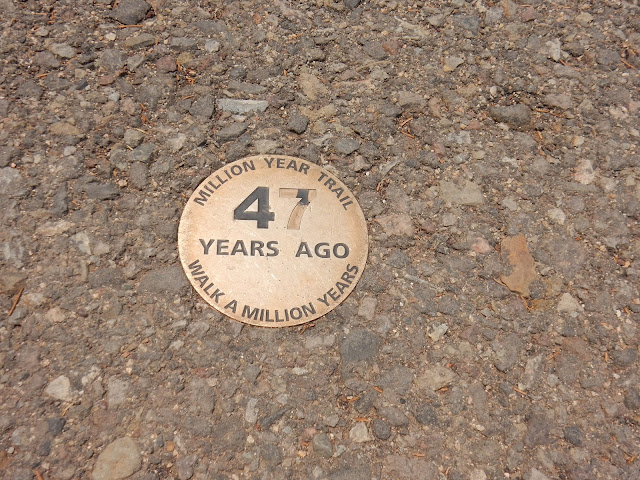 MILLION YEAR TRAIL
47
YEARS AGO
WALK A MILLION YEARS